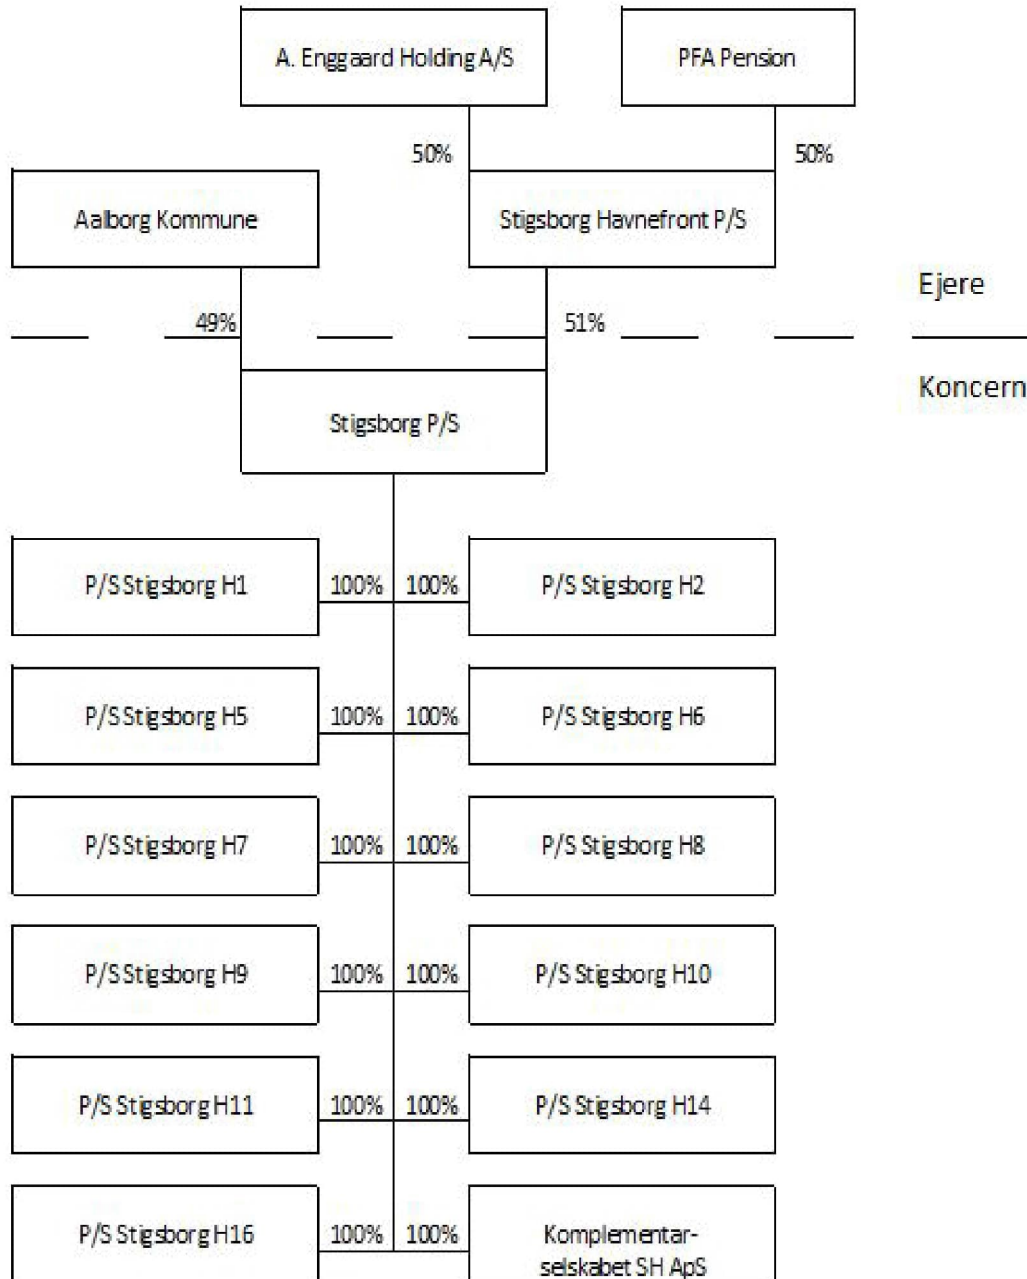 A. Enggaard Holding A/S
PFA Pension
50%
50%
Aalborg Kommune
Stigsborg Havnefront P/S
Ejere
49%
51%
Koncern
Stigsborg P/S
P/S Stigsborg H1
100%
100%
P/S Stigsborg H2
P/S Stigsborg H5
100%
100%
P/S Stigsborg H6
P/S Stigsborg H7
100%
100%
P/S Stigsborg H8
P/S Stigsborg H9
100%
100%
P/S Stigsborg H10
P/S Stigsborg H11
100%
100%
P/S Stigsborg H14
P/S Stigsborg H16
100%
100%
Komplementar-
selskabet SH ApS